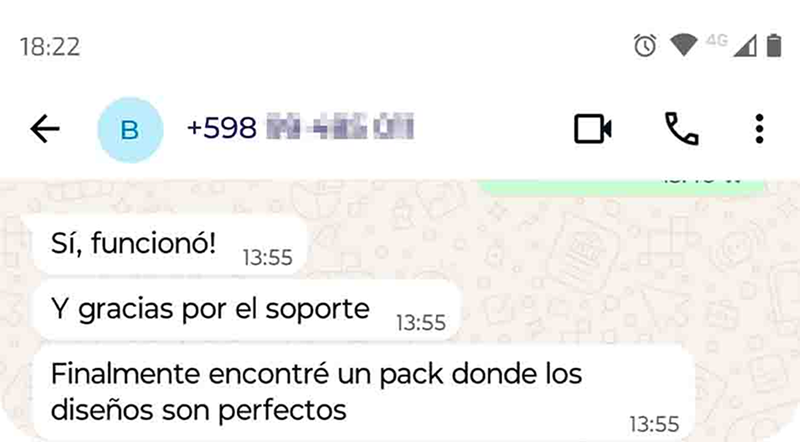 18:22
4G
B
+598
Sí, funcionó!
13:55
Y gracias por el soporte
13:55
Finalmente encontré un pack donde los
diseños son perfectos
13:55